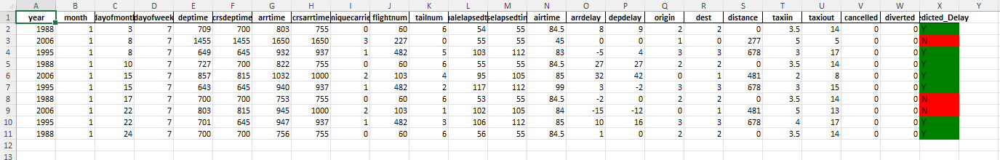 A B C D E F G H I J K L M N O P Q R S T U V W X Y
1 year month dayofmonth dayofweek deptime crsdeptime arrtime crsarrtime niquecarrie flightnum tailnum ualelapsedt selapsedtim airtime arrdelay depdelay origin dest distance taxiin taxiout cancelled diverted edicted_Delay
2 1988 1 3 7 709 700 803 755 0 60 6 54 55 84.5 8 9 2 2 0 3.5 14 0 0 Y
3 2006 1 8 7 1455 1455 1650 1650 3 227 0 55 55 45 0 0 1 0 277 5 5 0 0 N
4 1995 1 8 7 649 645 932 937 1 482 5 103 112 83 -5 4 3 3 678 3 17 0 0 Y
5 1988 1 10 7 727 700 822 755 0 60 6 55 55 84.5 27 27 2 2 0 3.5 14 0 0 Y
6 2006 1 15 7 857 815 1032 1000 2 103 4 95 105 85 32 42 0 1 481 2 8 0 0 Y
7 1995 1 15 7 643 645 940 937 1 482 2 117 112 99 3 -2 3 3 678 3 15 0 0 Y
8 1988 1 17 7 700 700 753 755 0 60 6 53 55 84.5 -2 0 2 2 0 3.5 14 0 0 N
9 2006 1 22 7 803 815 945 1000 2 103 1 102 105 84 -15 -12 0 1 481 5 13 0 0 N
10 1995 1 22 7 701 645 947 937 1 482 3 106 112 85 10 16 3 3 678 4 17 0 0 Y
11 1988 1 24 7 700 700 756 755 0 60 6 56 55 84.5 1 0 2 2 0 3.5 14 0 0 Y
12
13